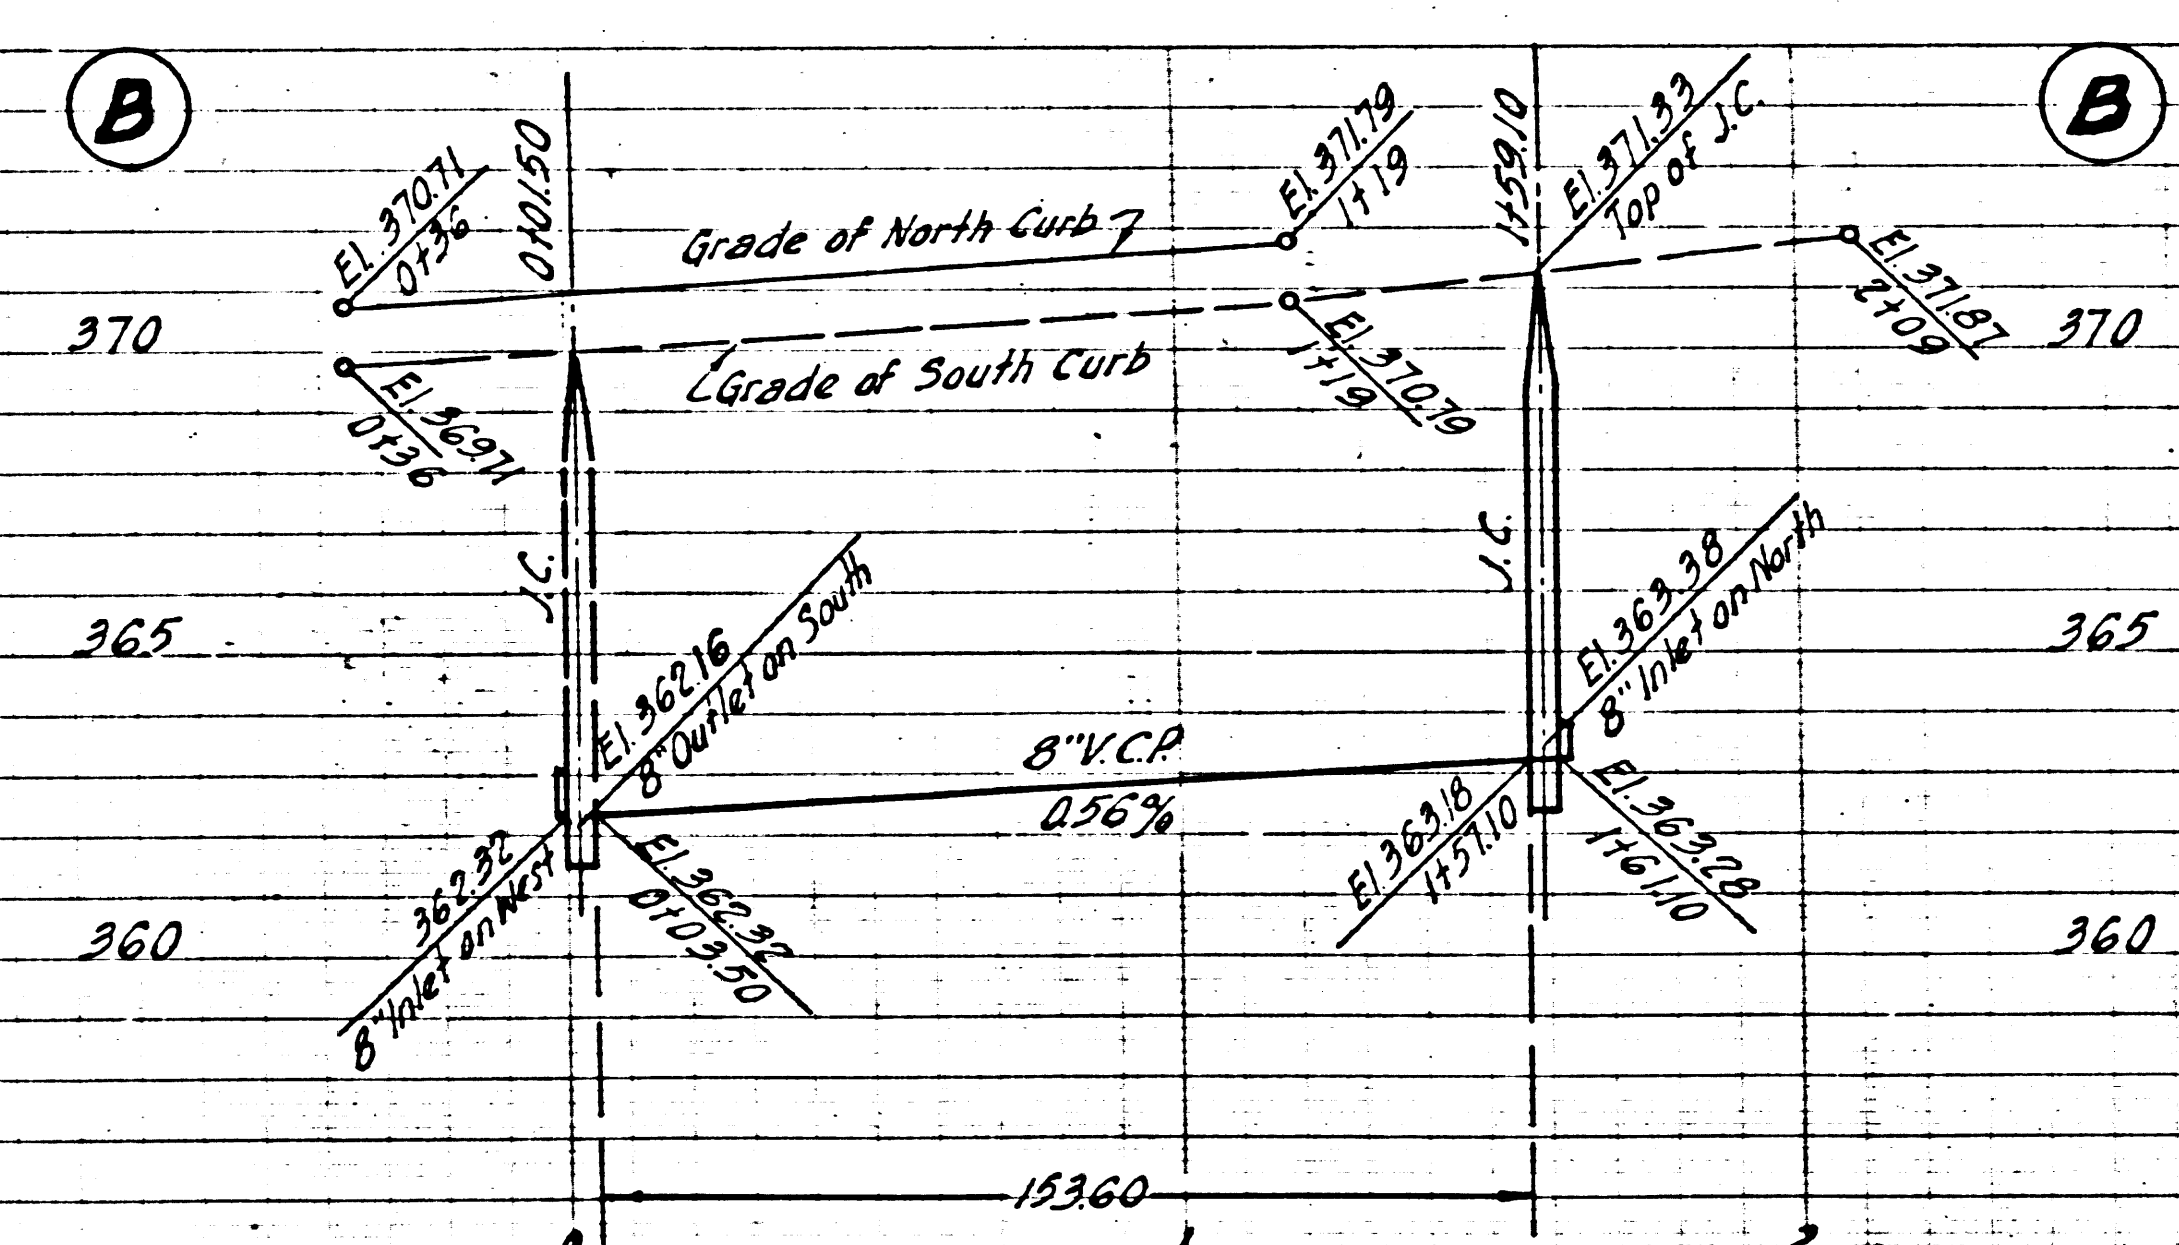 B
B
El. 370.71
0+36
0+01.50
Grade of North Curb
El. 371.79
1+19
1+59.10
El. 371.33
Top of J.C.
El. 371.87
2+09
370
370
El. 369.71
0+36
Grade of South Curb
El. 370.79
1+19
J.C.
J.C.
365
365
El. 362.16
8" Outlet on South
El. 363.38
8" Inlet on North
8" V.C.P.
0.56%
362.32
8" Inlet on West
El. 362.32
0+03.50
El 363.18
1+57.10
El. 363.28
1+61.10
360
360
153.60